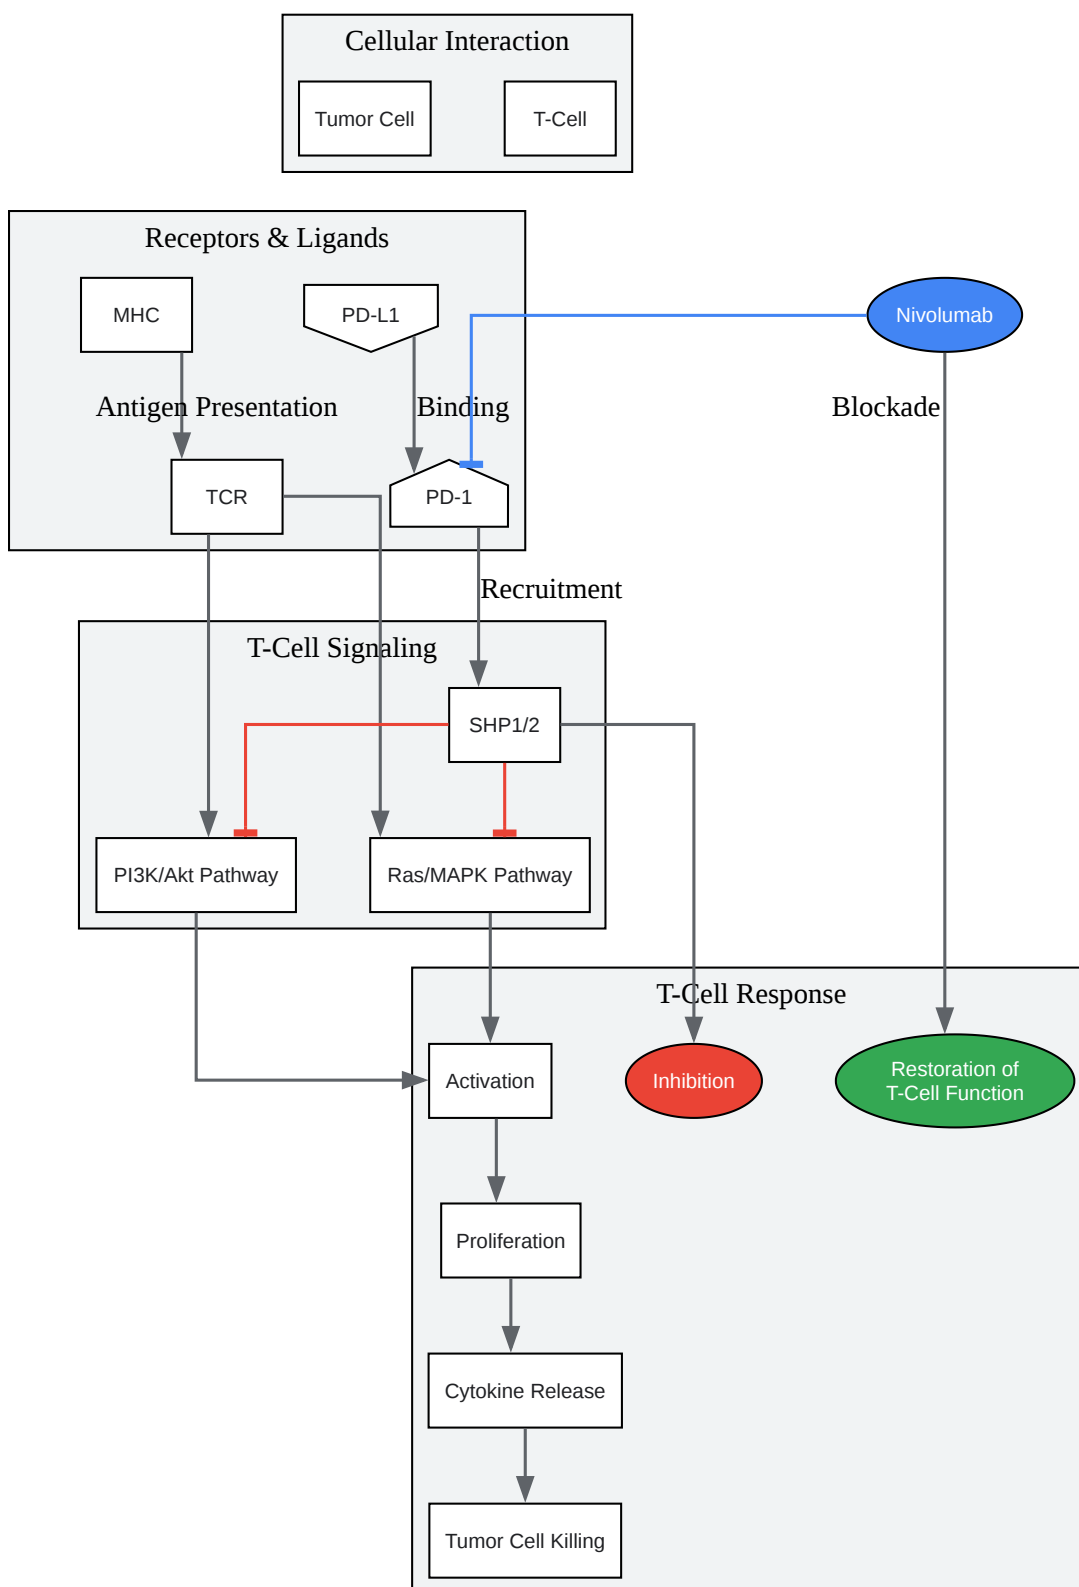 Cellular Interaction
Tumor Cell
T-Cell
Receptors & Ligands
MHC
PD-L1
Nivolumab
Antigen Presentation
Binding
Blockade
TCR
PD-1
Recruitment
T-Cell Signaling
SHP1/2
PI3K/Akt Pathway
Ras/MAPK Pathway
T-Cell Response
Activation
Inhibition
Restoration of
T-Cell Function
Proliferation
Cytokine Release
Tumor Cell Killing